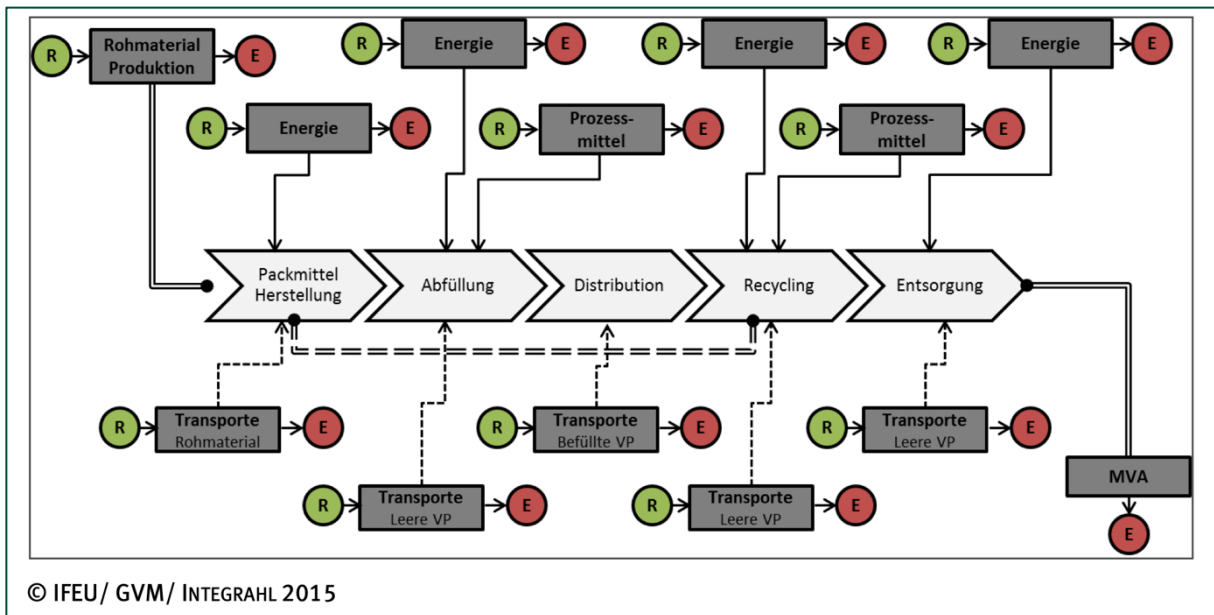 R
Rohmaterial
Produktion
E
R
Energie
E
R
Energie
E
R
Energie
E
R
Energie
E
R
Prozess-
mittel
E
R
Prozess-
mittel
E
Packmittel
Herstellung
Abfüllung
Distribution
Recycling
Entsorgung
R
Transporte
Rohmaterial
E
R
Transporte
Befüllte VP
E
R
Transporte
Leere VP
E
R
Transporte
Leere VP
E
R
Transporte
Leere VP
E
MVA
E
© IFEU/ GVM/ INTEGRAHL 2015